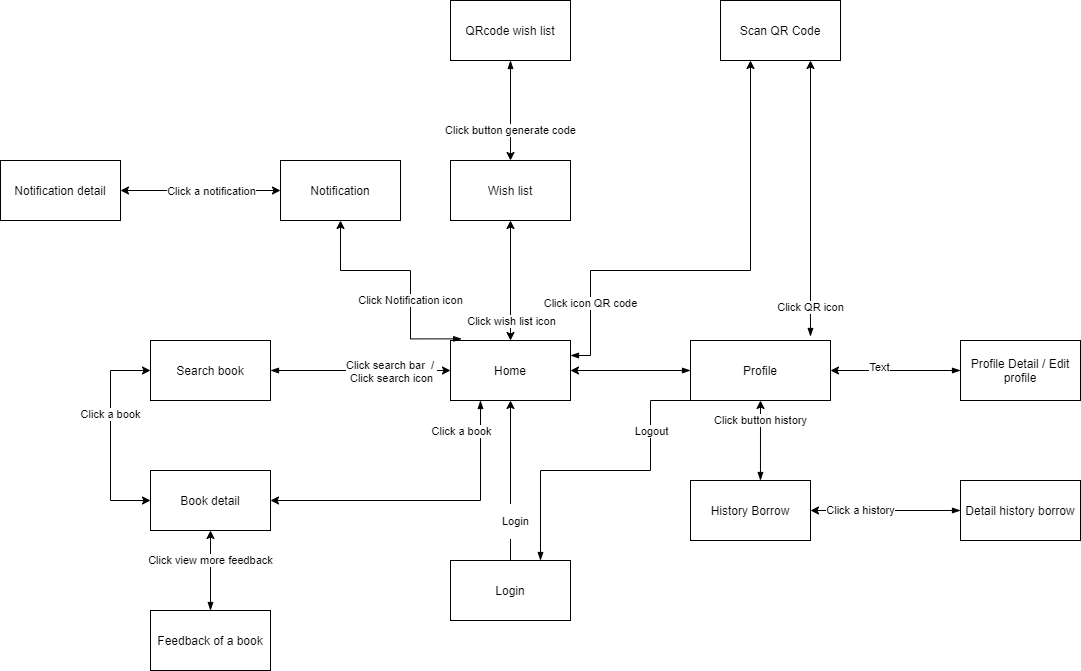 QRcode wish list
Scan QR Code
Click button generate code
Notification detail
Click a notification
Notification
Wish list
Click Notification icon
Click icon QR code
Click QR icon
Click wish list icon
Search book
Click search bar /
Click search icon
Home
Profile
Text
Profile Detail / Edit
profile
Click a book
Click a book
Logout
Click button history
Book detail
Login
History Borrow
Click a history
Detail history borrow
Click view more feedback
Login
Feedback of a book